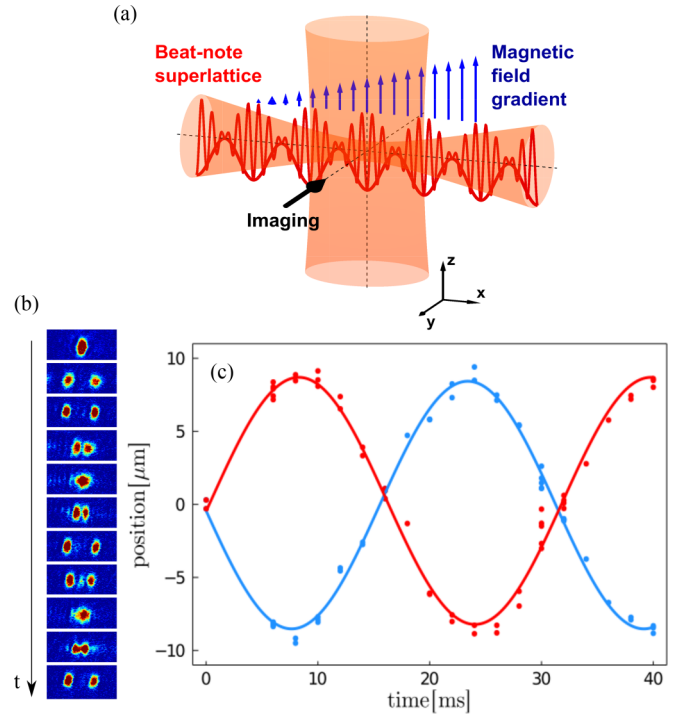 (a)
Beat-note
superlattice
Magnetic
field
gradient
Imaging
z
x
y
(b)
t
(c)
position[μm]
10
5
0
−5
−10
0
10
20
30
40
time[ms]